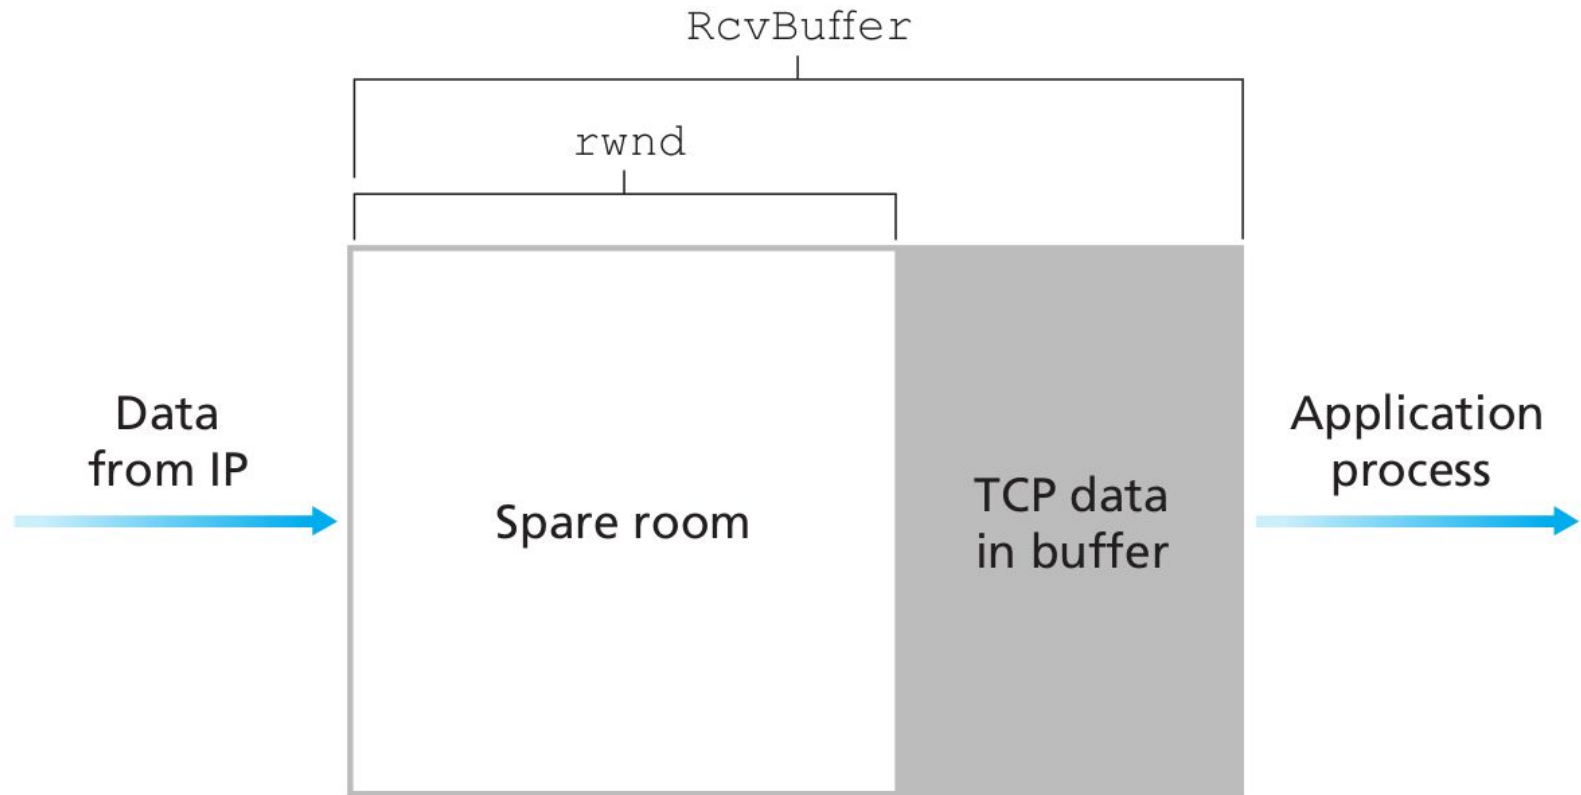 RcvBuffer
rwnd
Data
from IP
Spare room
TCP data
in buffer
Application
process